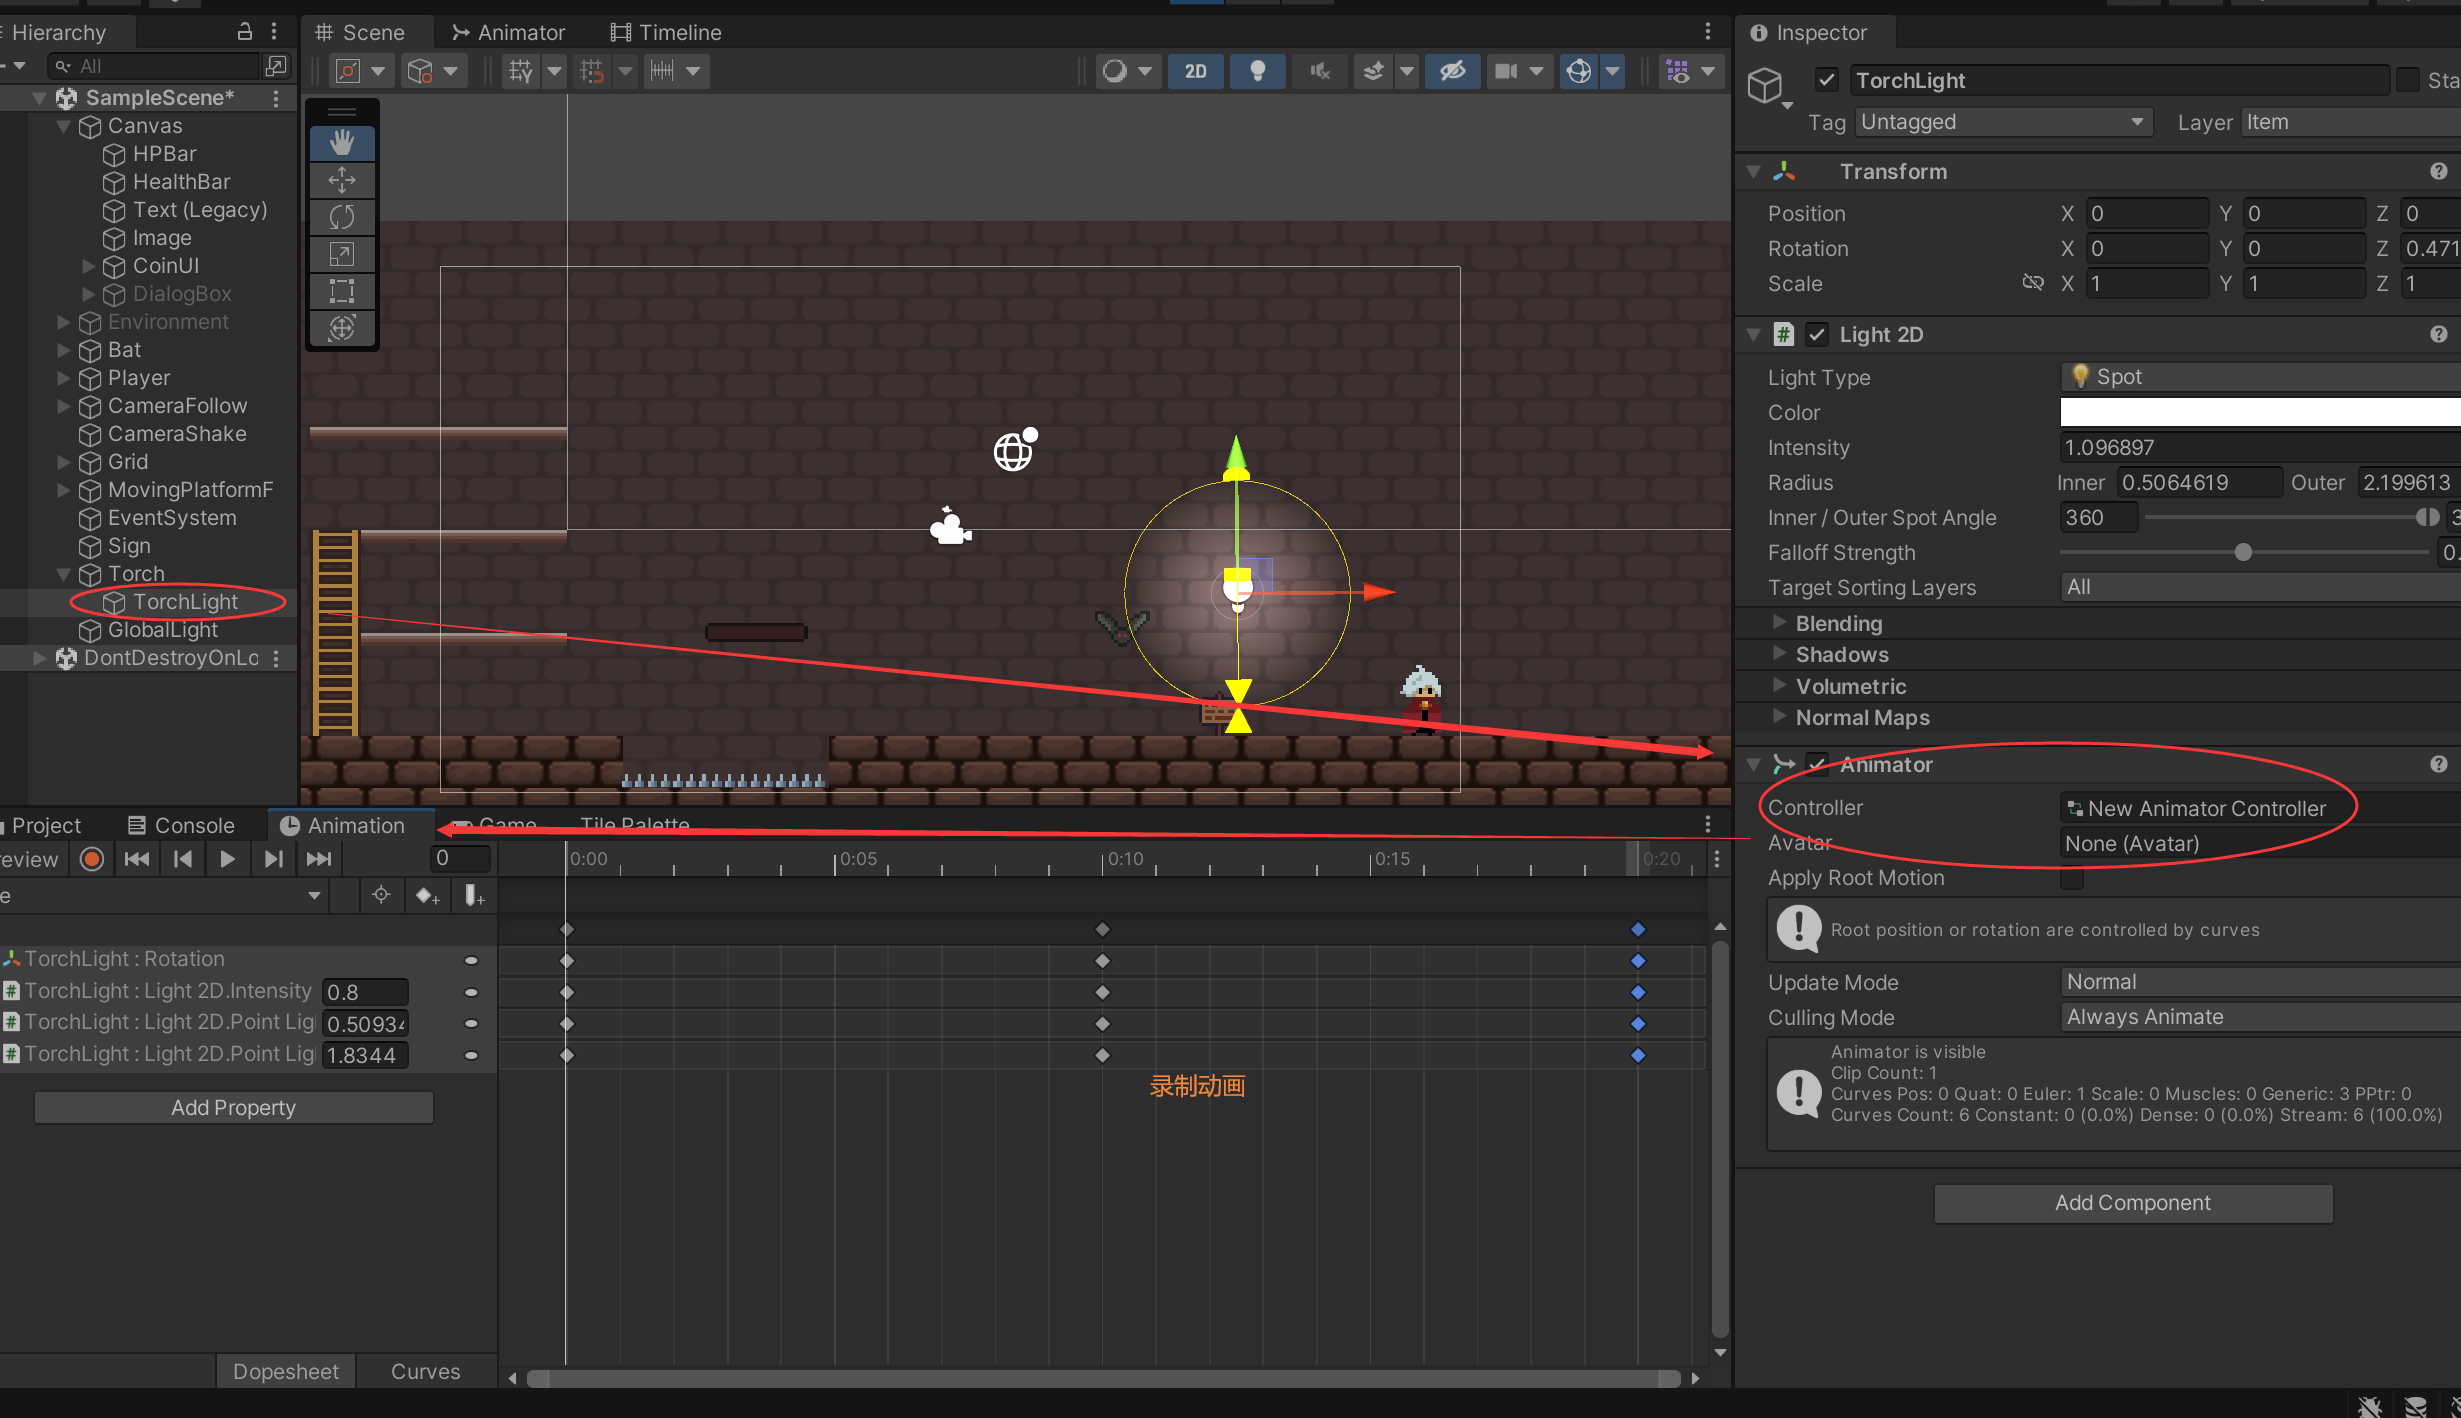 Hierarchy
All
SampleScene*
Canvas
HPBar
HealthBar
Text (Legacy)
Image
CoinUI
DialogBox
Environment
Bat
Player
CameraFollow
CameraShake
Grid
MovingPlatformF
EventSystem
Sign
Torch
TorchLight
GlobalLight
DontDestroyOnLo
Scene Animator Timeline
2D
Inspector
TorchLight Sta
Tag Untagged Layer Item
Transform
Position X 0 Y 0 Z 0
Rotation X 0 Y 0 Z 0.471
Scale X 1 Y 1 Z 1
Light 2D
Light Type Spot
Color
Intensity 1.096897
Radius Inner 0.5064619 Outer 2.199613
Inner / Outer Spot Angle 360 3
Falloff Strength 0.
Target Sorting Layers All
Blending
Shadows
Volumetric
Normal Maps
Animator
Controller New Animator Controller
Avatar None (Avatar)
Apply Root Motion
Root position or rotation are controlled by curves
Update Mode Normal
Culling Mode Always Animate
Animator is visible
Clip Count: 1
Curves Pos: 0 Quat: 0 Euler: 1 Scale: 0 Muscles: 0 Generic: 3 PPtr: 0
Curves Count: 6 Constant: 0 (0.0%) Dense: 0 (0.0%) Stream: 6 (100.0%)
Add Component
Project Console Animation Game Tile Palette
review 0 0:00 0:05 0:10 0:15 0:20
e
TorchLight : Rotation
TorchLight : Light 2D.Intensity 0.8
TorchLight : Light 2D.Point Lig 0.50934
TorchLight : Light 2D.Point Lig 1.8344
录制动画
Add Property
Dopesheet Curves